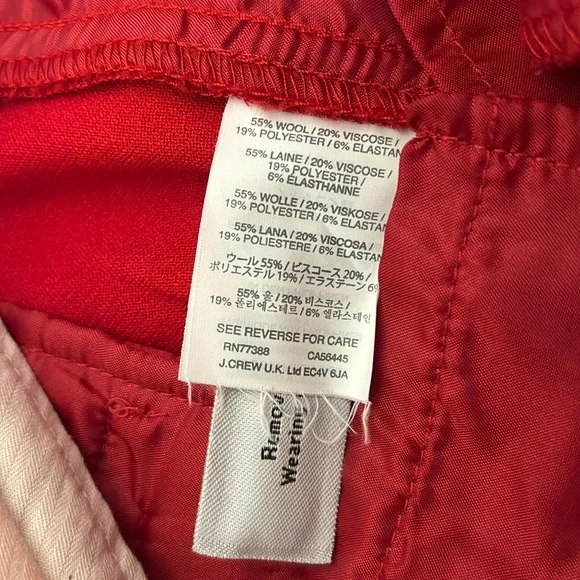 55% WOOL / 20% VISCOSE /
19% POLYESTER / 6% ELASTAN
55% LAINE / 20% VISCOSE /
19% POLYESTER /
6% ELASTHANNE
55% WOLLE / 20% VISKOSE /
19% POLYESTER / 6% ELASTAN
55% LANA / 20% VISCOSA /
19% POLIESTERE / 6% ELASTAN
ウール 55% / ビスコース 20% /
ポリエステル 19% / エラステーン 6%
55% 울 / 20% 비스코스 /
19% 폴리에스테르 / 6% 엘라스탄
SEE REVERSE FOR CARE
RN77388 CA56445
J.CREW U.K. Ltd EC4V 6JA
Wearing